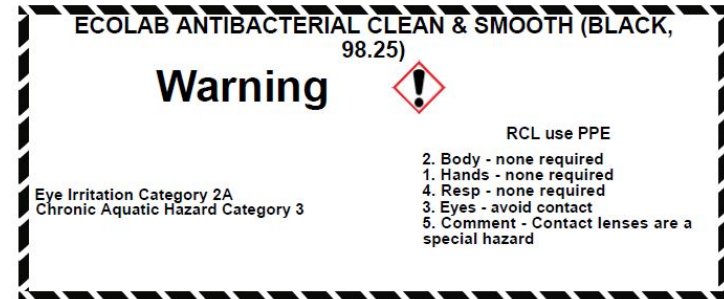 ECOLAB ANTIBACTERIAL CLEAN & SMOOTH (BLACK,
98.25)
Warning
RCL use PPE
2. Body - none required
1. Hands - none required
4. Resp - none required
3. Eyes - avoid contact
5. Comment - Contact lenses are a
special hazard
Eye Irritation Category 2A
Chronic Aquatic Hazard Category 3